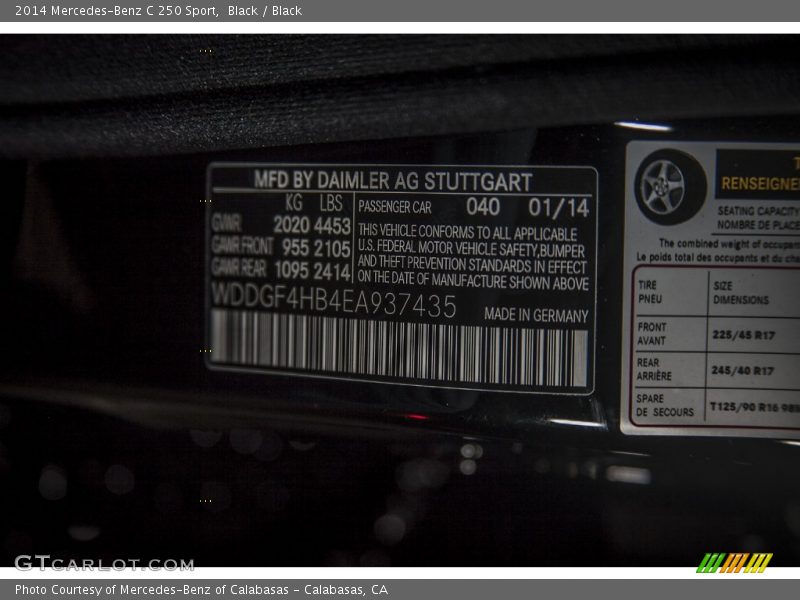 2014 Mercedes-Benz C 250 Sport,  Black / Black
MFD BY DAIMLER AG STUTTGART
KG LBS
GVWR 2020 4453
GAWR FRONT 955 2105
GAWR REAR 1095 2414
PASSENGER CAR 040 01/14
THIS VEHICLE CONFORMS TO ALL APPLICABLE
U.S. FEDERAL MOTOR VEHICLE SAFETY,BUMPER
AND THEFT PREVENTION STANDARDS IN EFFECT
ON THE DATE OF MANUFACTURE SHOWN ABOVE
WDDGF4HB4EA937435
MADE IN GERMANY
SEATING CAPACITY
NOMBRE DE PLACE
The combined weight of
Le poids total des occupants et du
TIRE SIZE
PNEU DIMENSIONS
FRONT
AVANT
225/45 R17
REAR
ARRIÈRE
245/40 R17
SPARE
DE SECOURS
T125/90 R16
GTCARLOT.COM
Photo Courtesy of Mercedes-Benz of Calabasas - Calabasas, CA